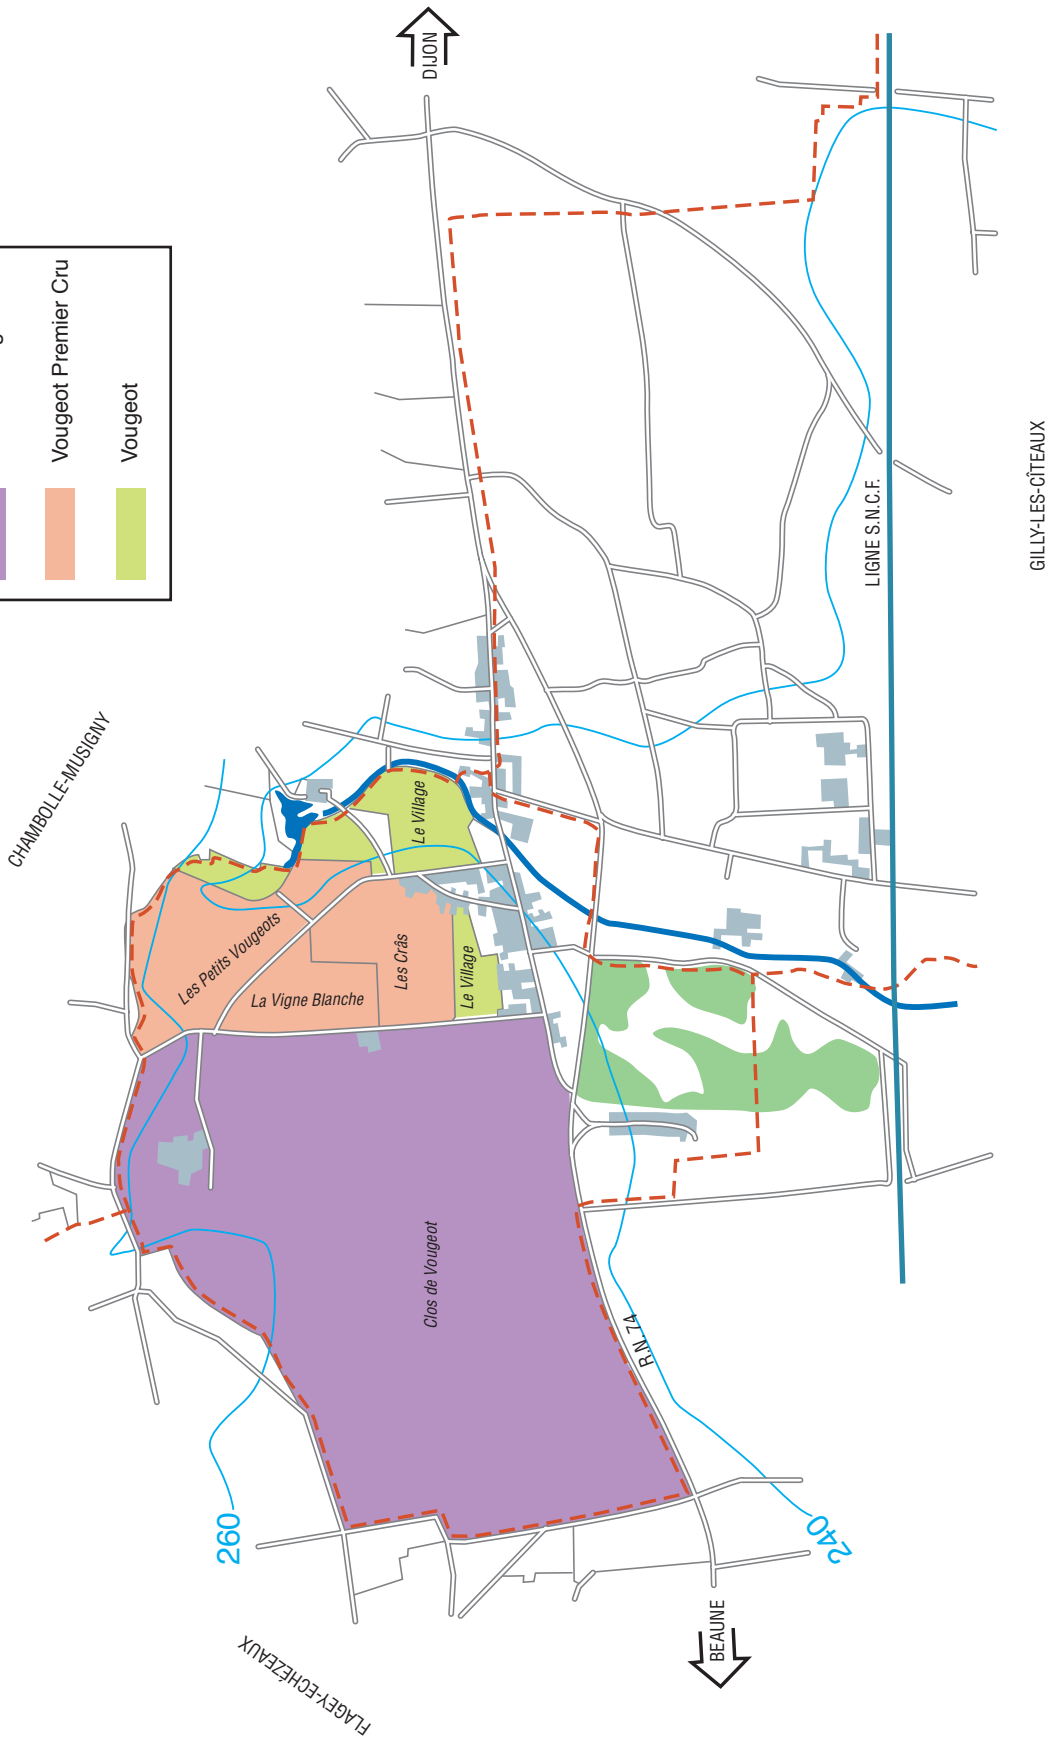 DIJON
Vougeot Premier Cru
Vougeot
CHAMBOLLE-MUSIGNY
GILLY-LES-CÎTEAUX
LIGNE S.N.C.F.
Le Village
Les Petits Vougeots
La Vigne Blanche
Les Crâs
Le Village
Clos de Vougeot
R.N. 74
260
240
BEAUNE
FLAGEY-ECHÉZEAUX